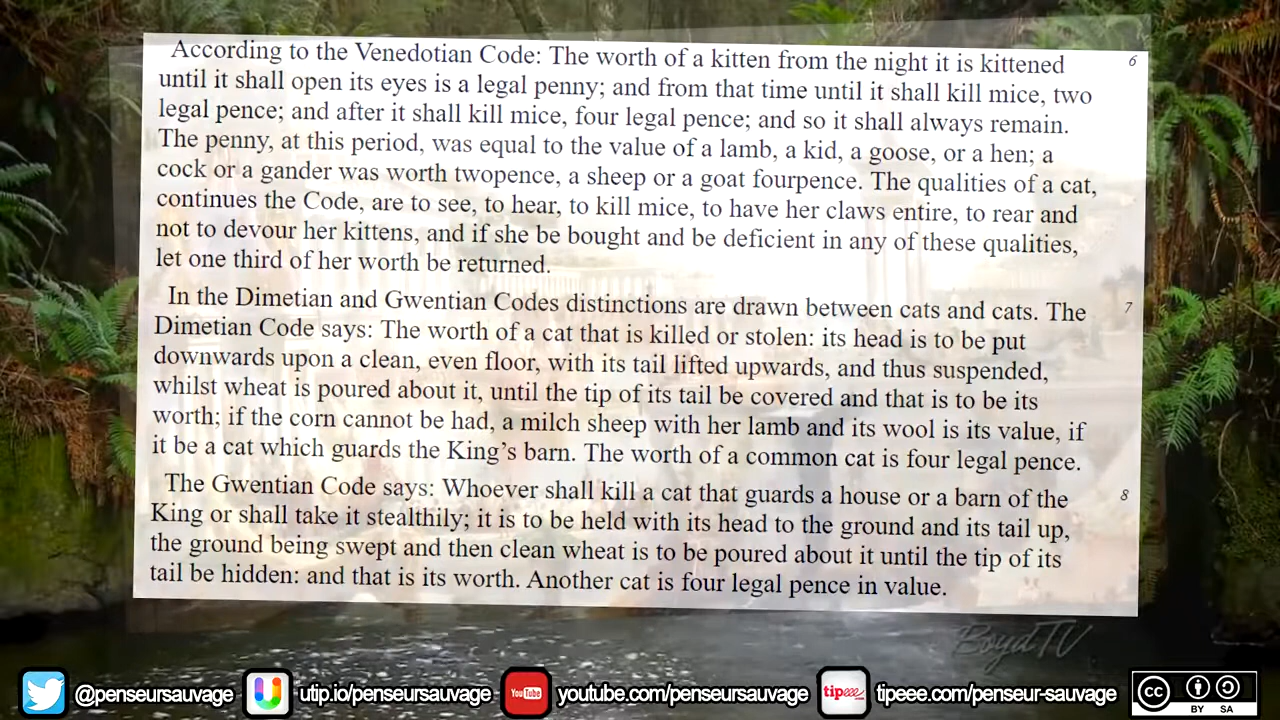 According to the Venedotian Code: The worth of a kitten from the night it is kittened
6
until it shall open its eyes is a legal penny; and from that time until it shall kill mice, two
legal pence; and after it shall kill mice, four legal pence; and so it shall always remain.
The penny, at this period, was equal to the value of a lamb, a kid, a goose, or a hen; a
cock or a gander was worth twopence, a sheep or a goat fourpence. The qualities of a cat,
continues the Code, are to see, to hear, to kill mice, to have her claws entire, to rear and
not to devour her kittens, and if she be bought and be deficient in any of these qualities,
let one third of her worth be returned.
In the Dimetian and Gwentian Codes distinctions are drawn between cats and cats. The
7
Dimetian Code says: The worth of a cat that is killed or stolen: its head is to be put
downwards upon a clean, even floor, with its tail lifted upwards, and thus suspended,
whilst wheat is poured about it, until the tip of its tail be covered and that is to be its
worth; if the corn cannot be had, a milch sheep with her lamb and its wool is its value, if
it be a cat which guards the King’s barn. The worth of a common cat is four legal pence.
The Gwentian Code says: Whoever shall kill a cat that guards a house or a barn of the
8
King or shall take it stealthily; it is to be held with its head to the ground and its tail up,
the ground being swept and then clean wheat is to be poured about it until the tip of its
tail be hidden: and that is its worth. Another cat is four legal pence in value.
BoydTV
@penseursauvage
utip.io/penseursauvage
YouTube
youtube.com/penseursauvage
tipeee
tipeee.com/penseur-sauvage
cc
BY SA